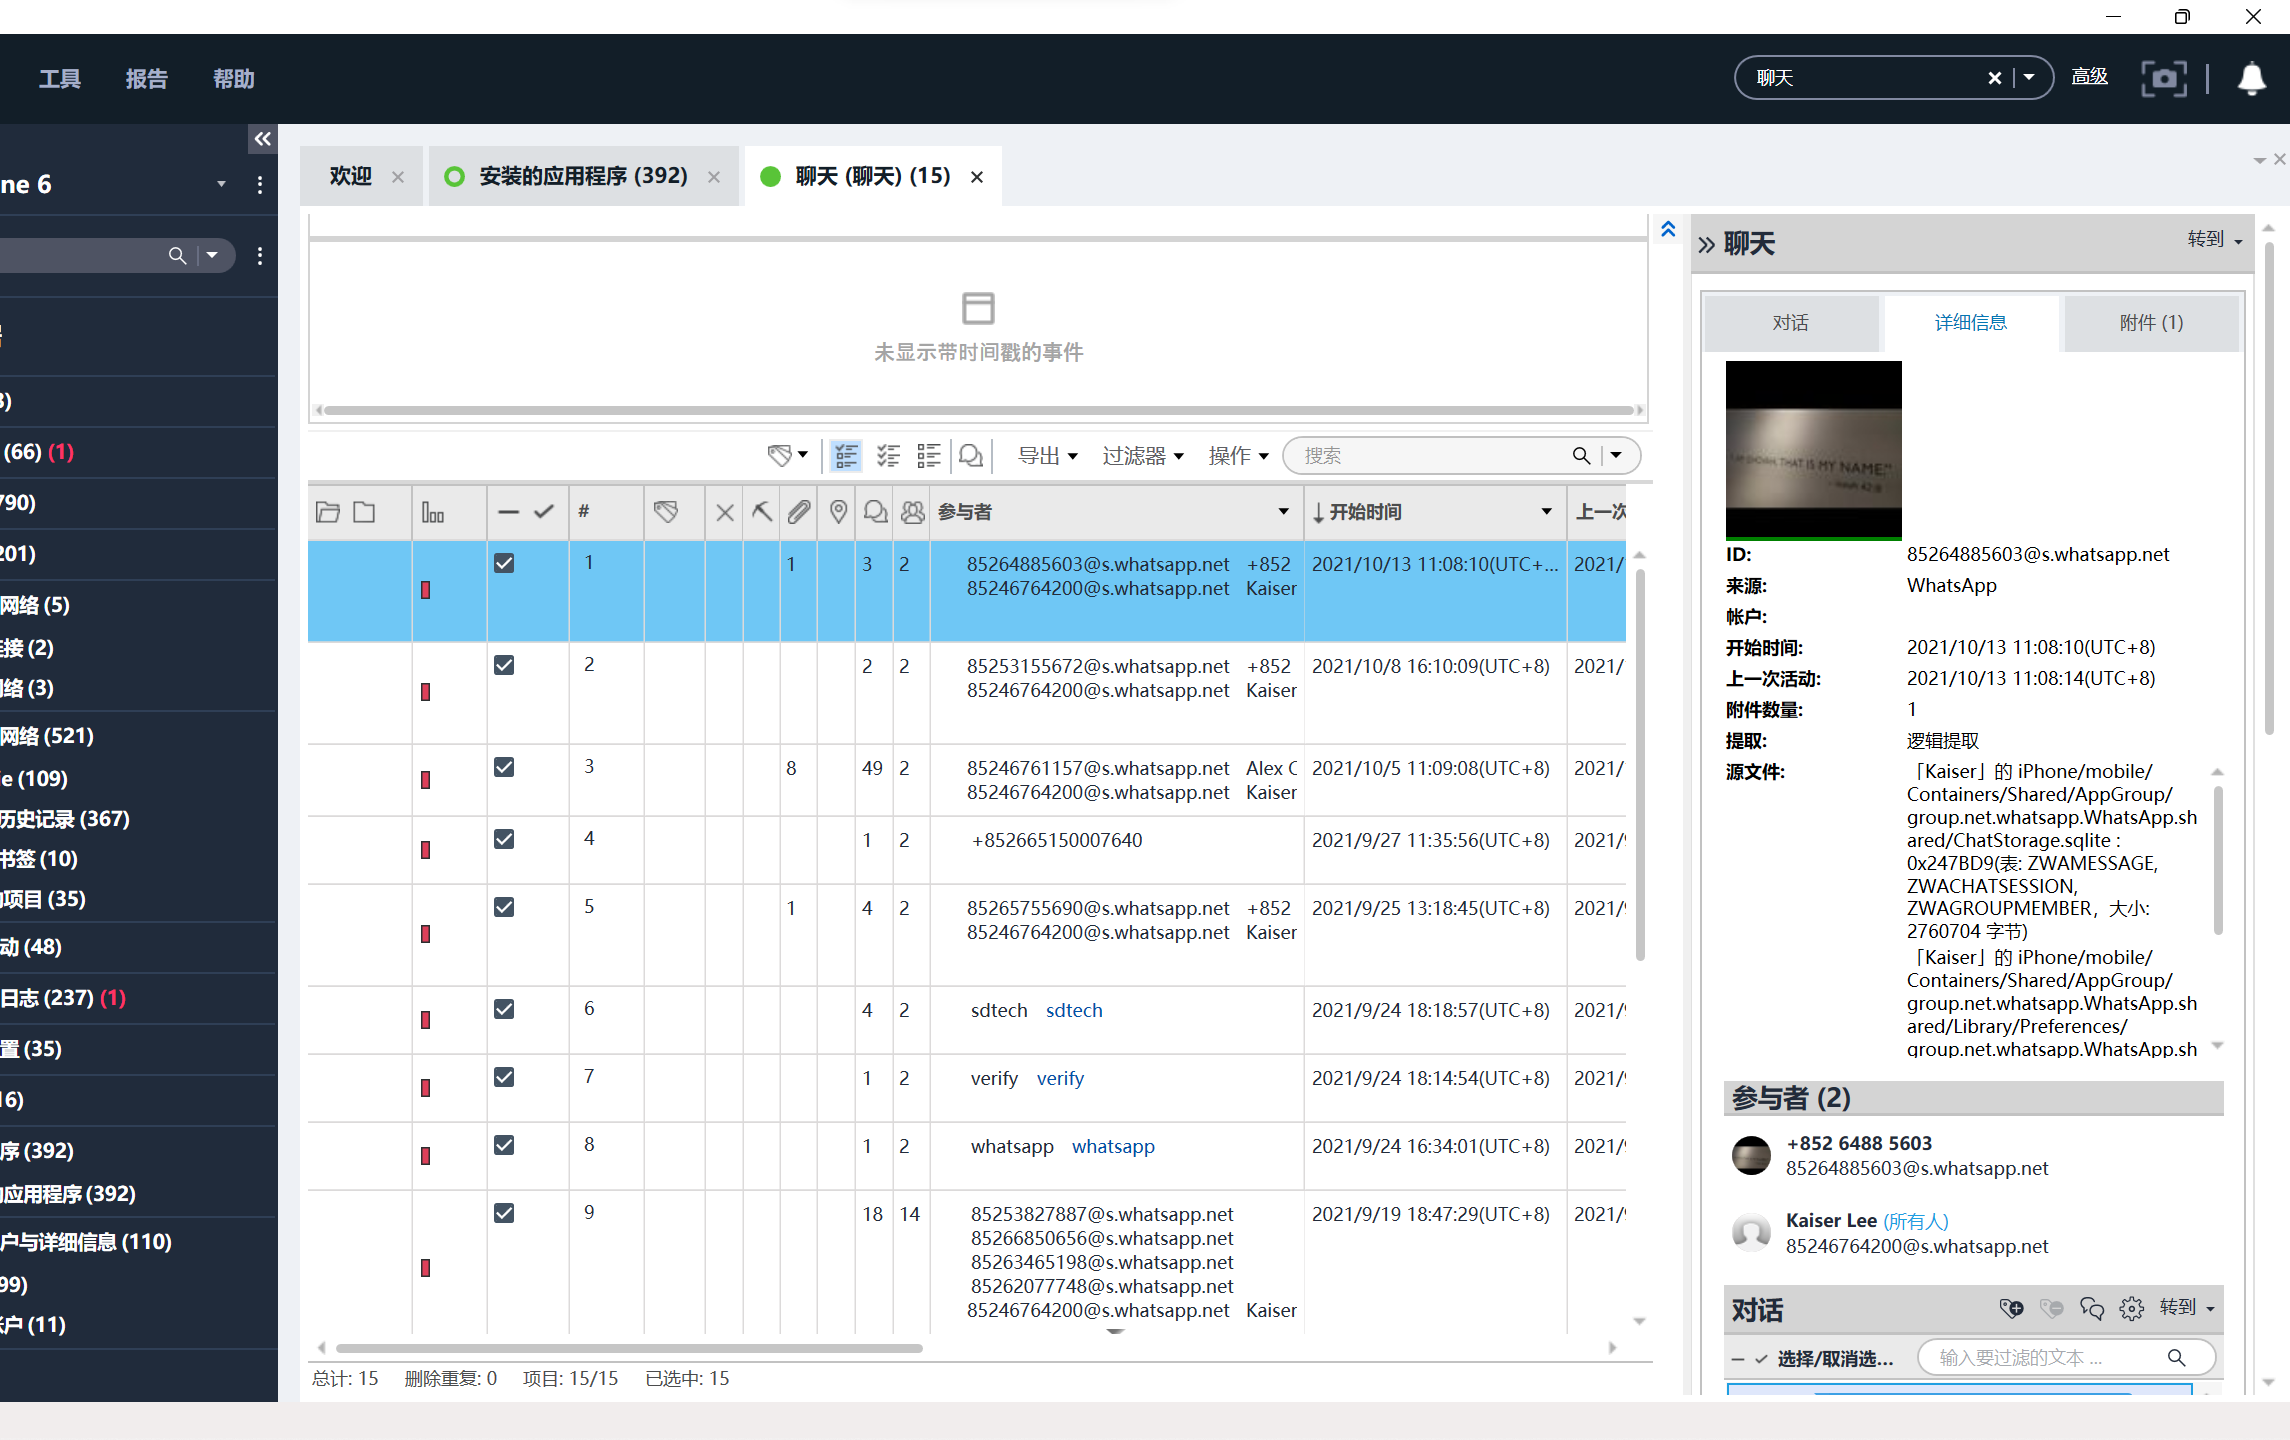 工具 报告 帮助 聊天 高级
ne 6
(66) (1)
790)
201)
网络 (5)
接 (2)
络 (3)
网络 (521)
ie (109)
历史记录 (367)
书签 (10)
项目 (35)
动 (48)
日志 (237) (1)
置 (35)
16)
序 (392)
应用程序 (392)
户与详细信息 (110)
99)
户 (11)
欢迎 安装的应用程序 (392) 聊天 (聊天) (15)
未显示带时间戳的事件
导出 过滤器 操作 搜索
# 参与者 开始时间 上一次
1 1 3 2 85264885603@s.whatsapp.net +852 2021/10/13 11:08:10(UTC+... 2021/
85246764200@s.whatsapp.net Kaiser
2 2 2 85253155672@s.whatsapp.net +852 2021/10/8 16:10:09(UTC+8) 2021/
85246764200@s.whatsapp.net Kaiser
3 8 49 2 85246761157@s.whatsapp.net Alex C 2021/10/5 11:09:08(UTC+8) 2021/
85246764200@s.whatsapp.net Kaiser
4 1 2 +852665150007640 2021/9/27 11:35:56(UTC+8) 2021/9
5 1 4 2 85265755690@s.whatsapp.net +852 2021/9/25 13:18:45(UTC+8) 2021/9
85246764200@s.whatsapp.net Kaiser
6 4 2 sdtech sdtech 2021/9/24 18:18:57(UTC+8) 2021/9
7 1 2 verify verify 2021/9/24 18:14:54(UTC+8) 2021/9
8 1 2 whatsapp whatsapp 2021/9/24 16:34:01(UTC+8) 2021/9
9 18 14 85253827887@s.whatsapp.net 2021/9/19 18:47:29(UTC+8) 2021/9
85266850656@s.whatsapp.net
85263465198@s.whatsapp.net
85262077748@s.whatsapp.net
85246764200@s.whatsapp.net Kaiser
总计: 15 删除重复: 0 项目: 15/15 已选中: 15
聊天 转到
对话 详细信息 附件 (1)
THAT IS MY NAME
ID: 85264885603@s.whatsapp.net
来源: WhatsApp
帐户:
开始时间: 2021/10/13 11:08:10(UTC+8)
上一次活动: 2021/10/13 11:08:14(UTC+8)
附件数量: 1
提取: 逻辑提取
源文件: 「Kaiser」的 iPhone/mobile/
Containers/Shared/AppGroup/
group.net.whatsapp.WhatsApp.sh
ared/ChatStorage.sqlite :
0x247BD9(表: ZWAMESSAGE,
ZWACHATSESSION,
ZWAGROUPMEMBER，大小:
2760704 字节)
「Kaiser」的 iPhone/mobile/
Containers/Shared/AppGroup/
group.net.whatsapp.WhatsApp.sh
ared/Library/Preferences/
group.net.whatsapp.WhatsApp.sh
参与者 (2)
+852 6488 5603
85264885603@s.whatsapp.net
Kaiser Lee (所有人)
85246764200@s.whatsapp.net
对话 转到
选择/取消选... 输入要过滤的文本 ...